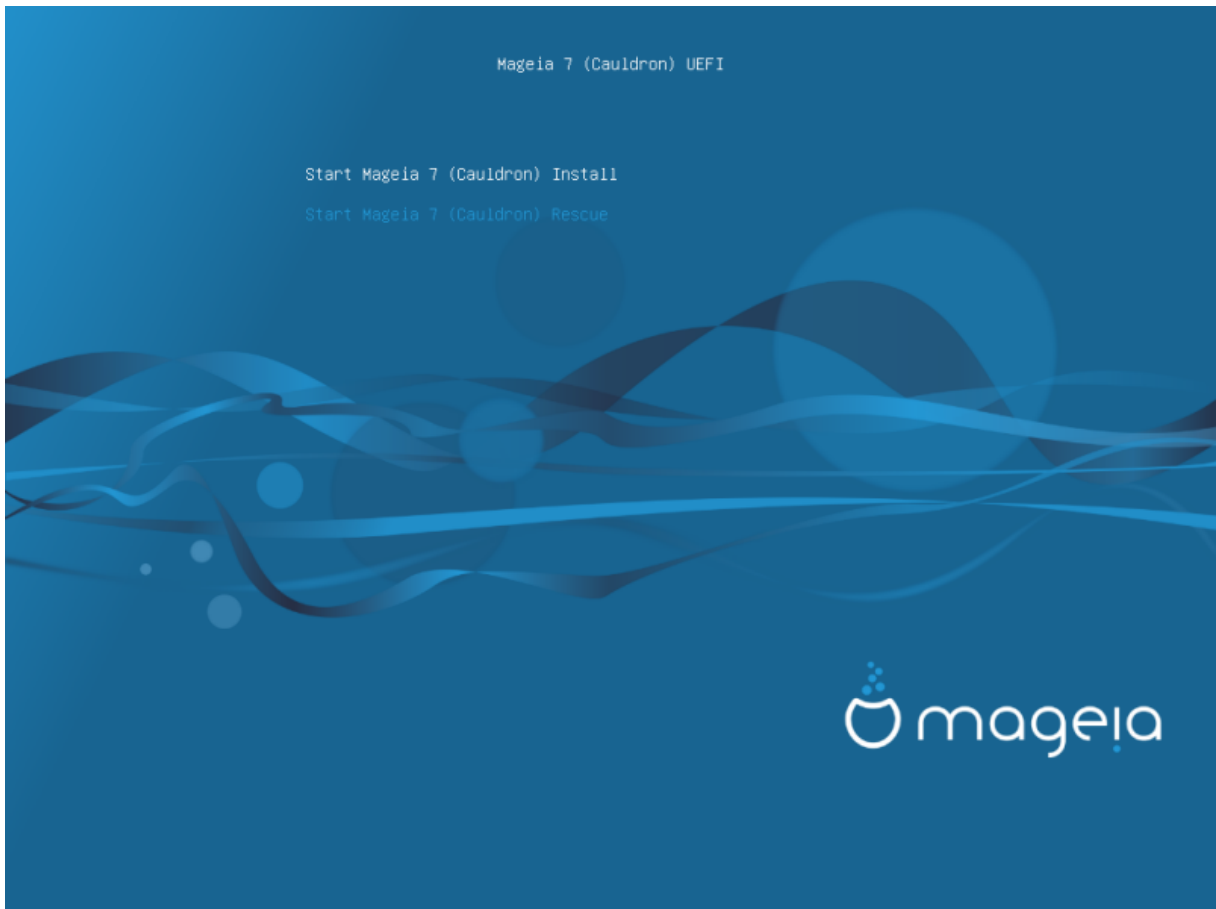 Mageia 7 (Cauldron) UEFI
Start Mageia 7 (Cauldron) Install
Start Mageia 7 (Cauldron) Rescue
mageia